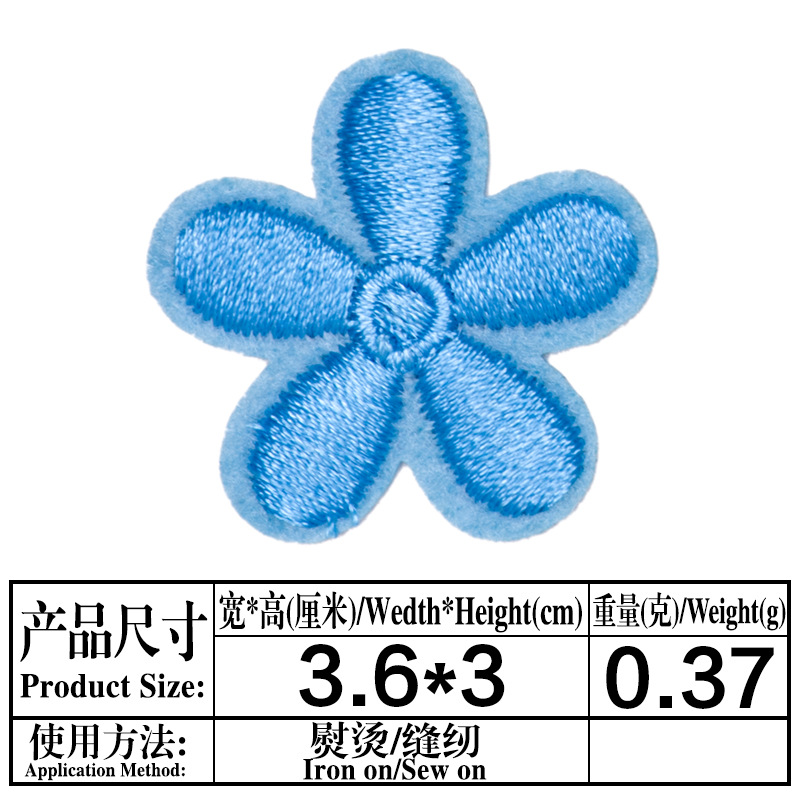 产品尺寸
Product Size:
宽*高(厘米)/Wedth*Height(cm)
重量(克)/Weight(g)
3.6*3
0.37
使用方法:
Application Method:
熨烫/缝纫
Iron on/Sew on